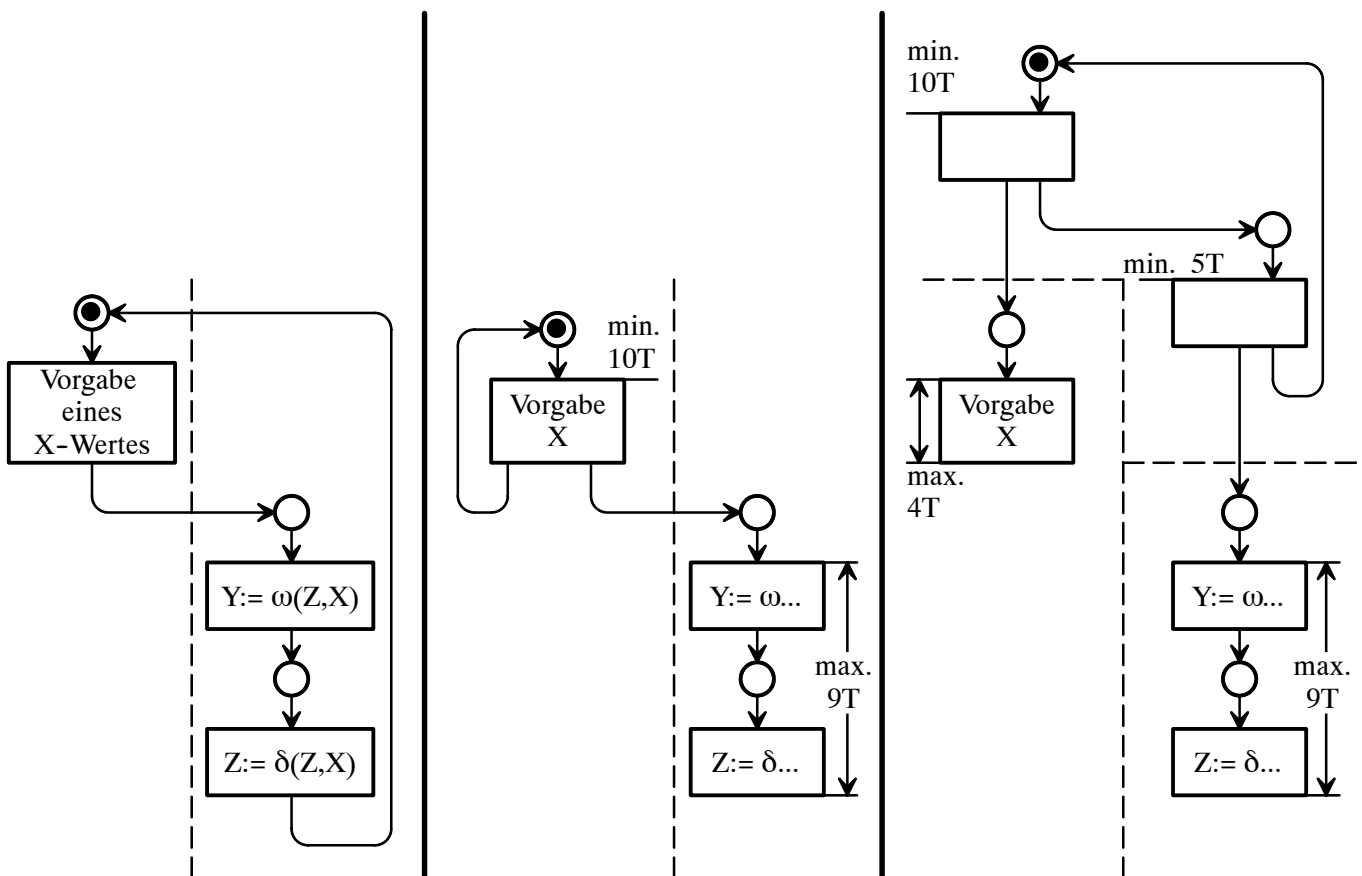 Vorgabe
eines
X-Wertes
Y:= ω(Z,X)
Z:= δ(Z,X)
min.
10T
Vorgabe
X
Y:= ω...
max.
9T
Z:= δ...
min.
10T
min. 5T
Vorgabe
X
max.
4T
Y:= ω...
max.
9T
Z:= δ...